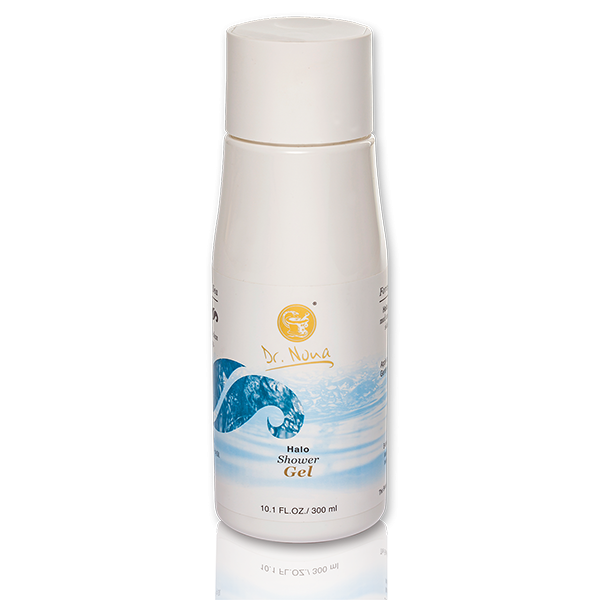 ®
Dr. Nona
Halo
Shower
Gel
10.1 FL.OZ./ 300 ml